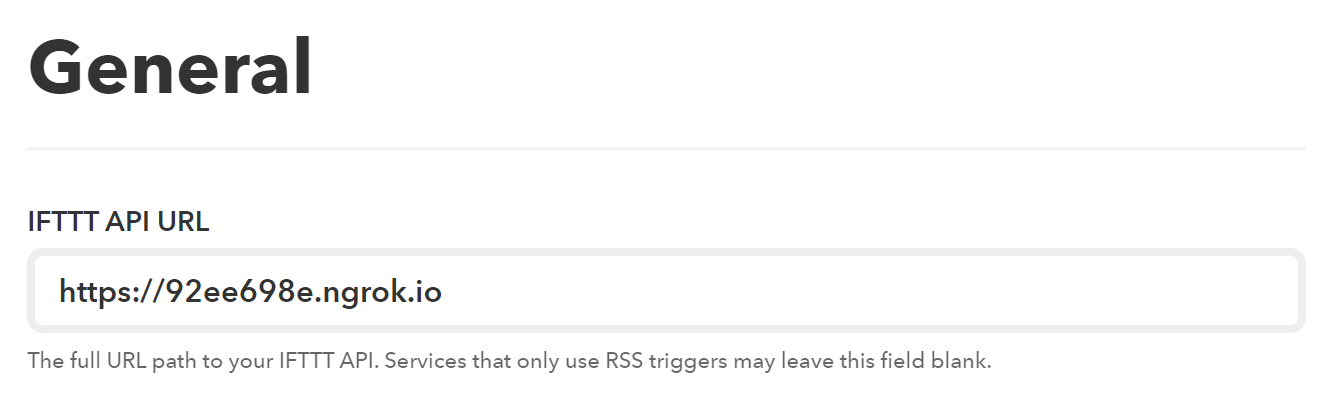 General
IFTTT API URL
https://92ee698e.ngrok.io
The full URL path to your IFTTT API. Services that only use RSS triggers may leave this field blank.